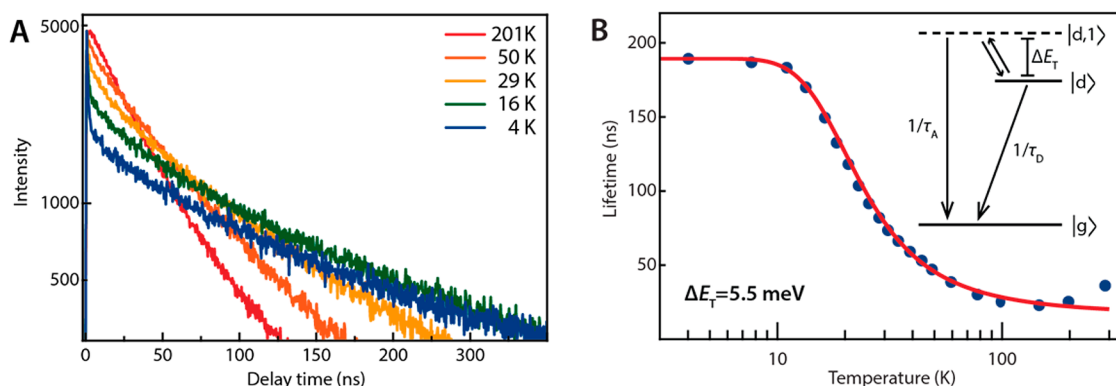 A
5000
1000
500
Intensity
201K
50 K
29 K
16 K
4 K
0
50
100
150
200
250
300
Delay time (ns)
B
200
150
100
50
Lifetime (ns)
|d,1⟩
ΔE_T
|d⟩
1/τ_A
1/τ_D
|g⟩
ΔE_T=5.5 meV
10
100
Temperature (K)